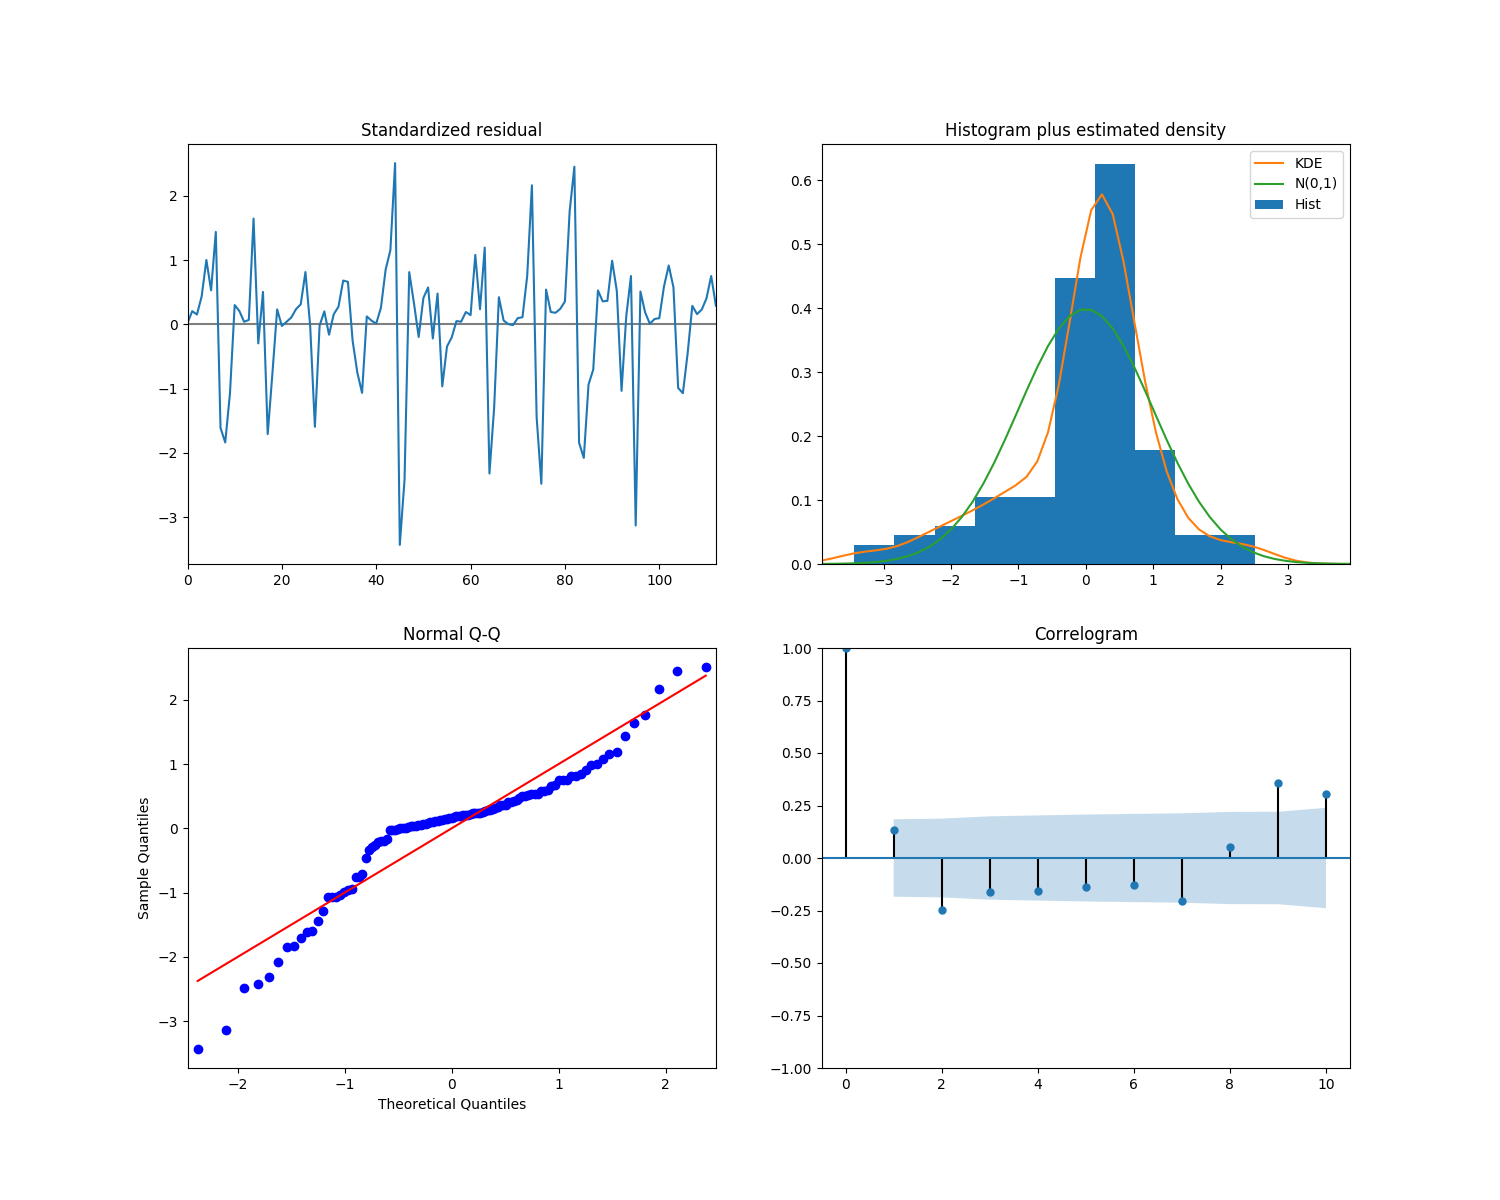 Standardized residual
2
1
0
−1
−2
−3
0 20 40 60 80 100
Histogram plus estimated density
KDE
N(0,1)
Hist
0.6
0.5
0.4
0.3
0.2
0.1
0.0
−3 −2 −1 0 1 2 3
Normal Q-Q
Sample Quantiles
2
1
0
−1
−2
−3
−2 −1 0 1 2
Theoretical Quantiles
Correlogram
1.00
0.75
0.50
0.25
0.00
−0.25
−0.50
−0.75
−1.00
0 2 4 6 8 10